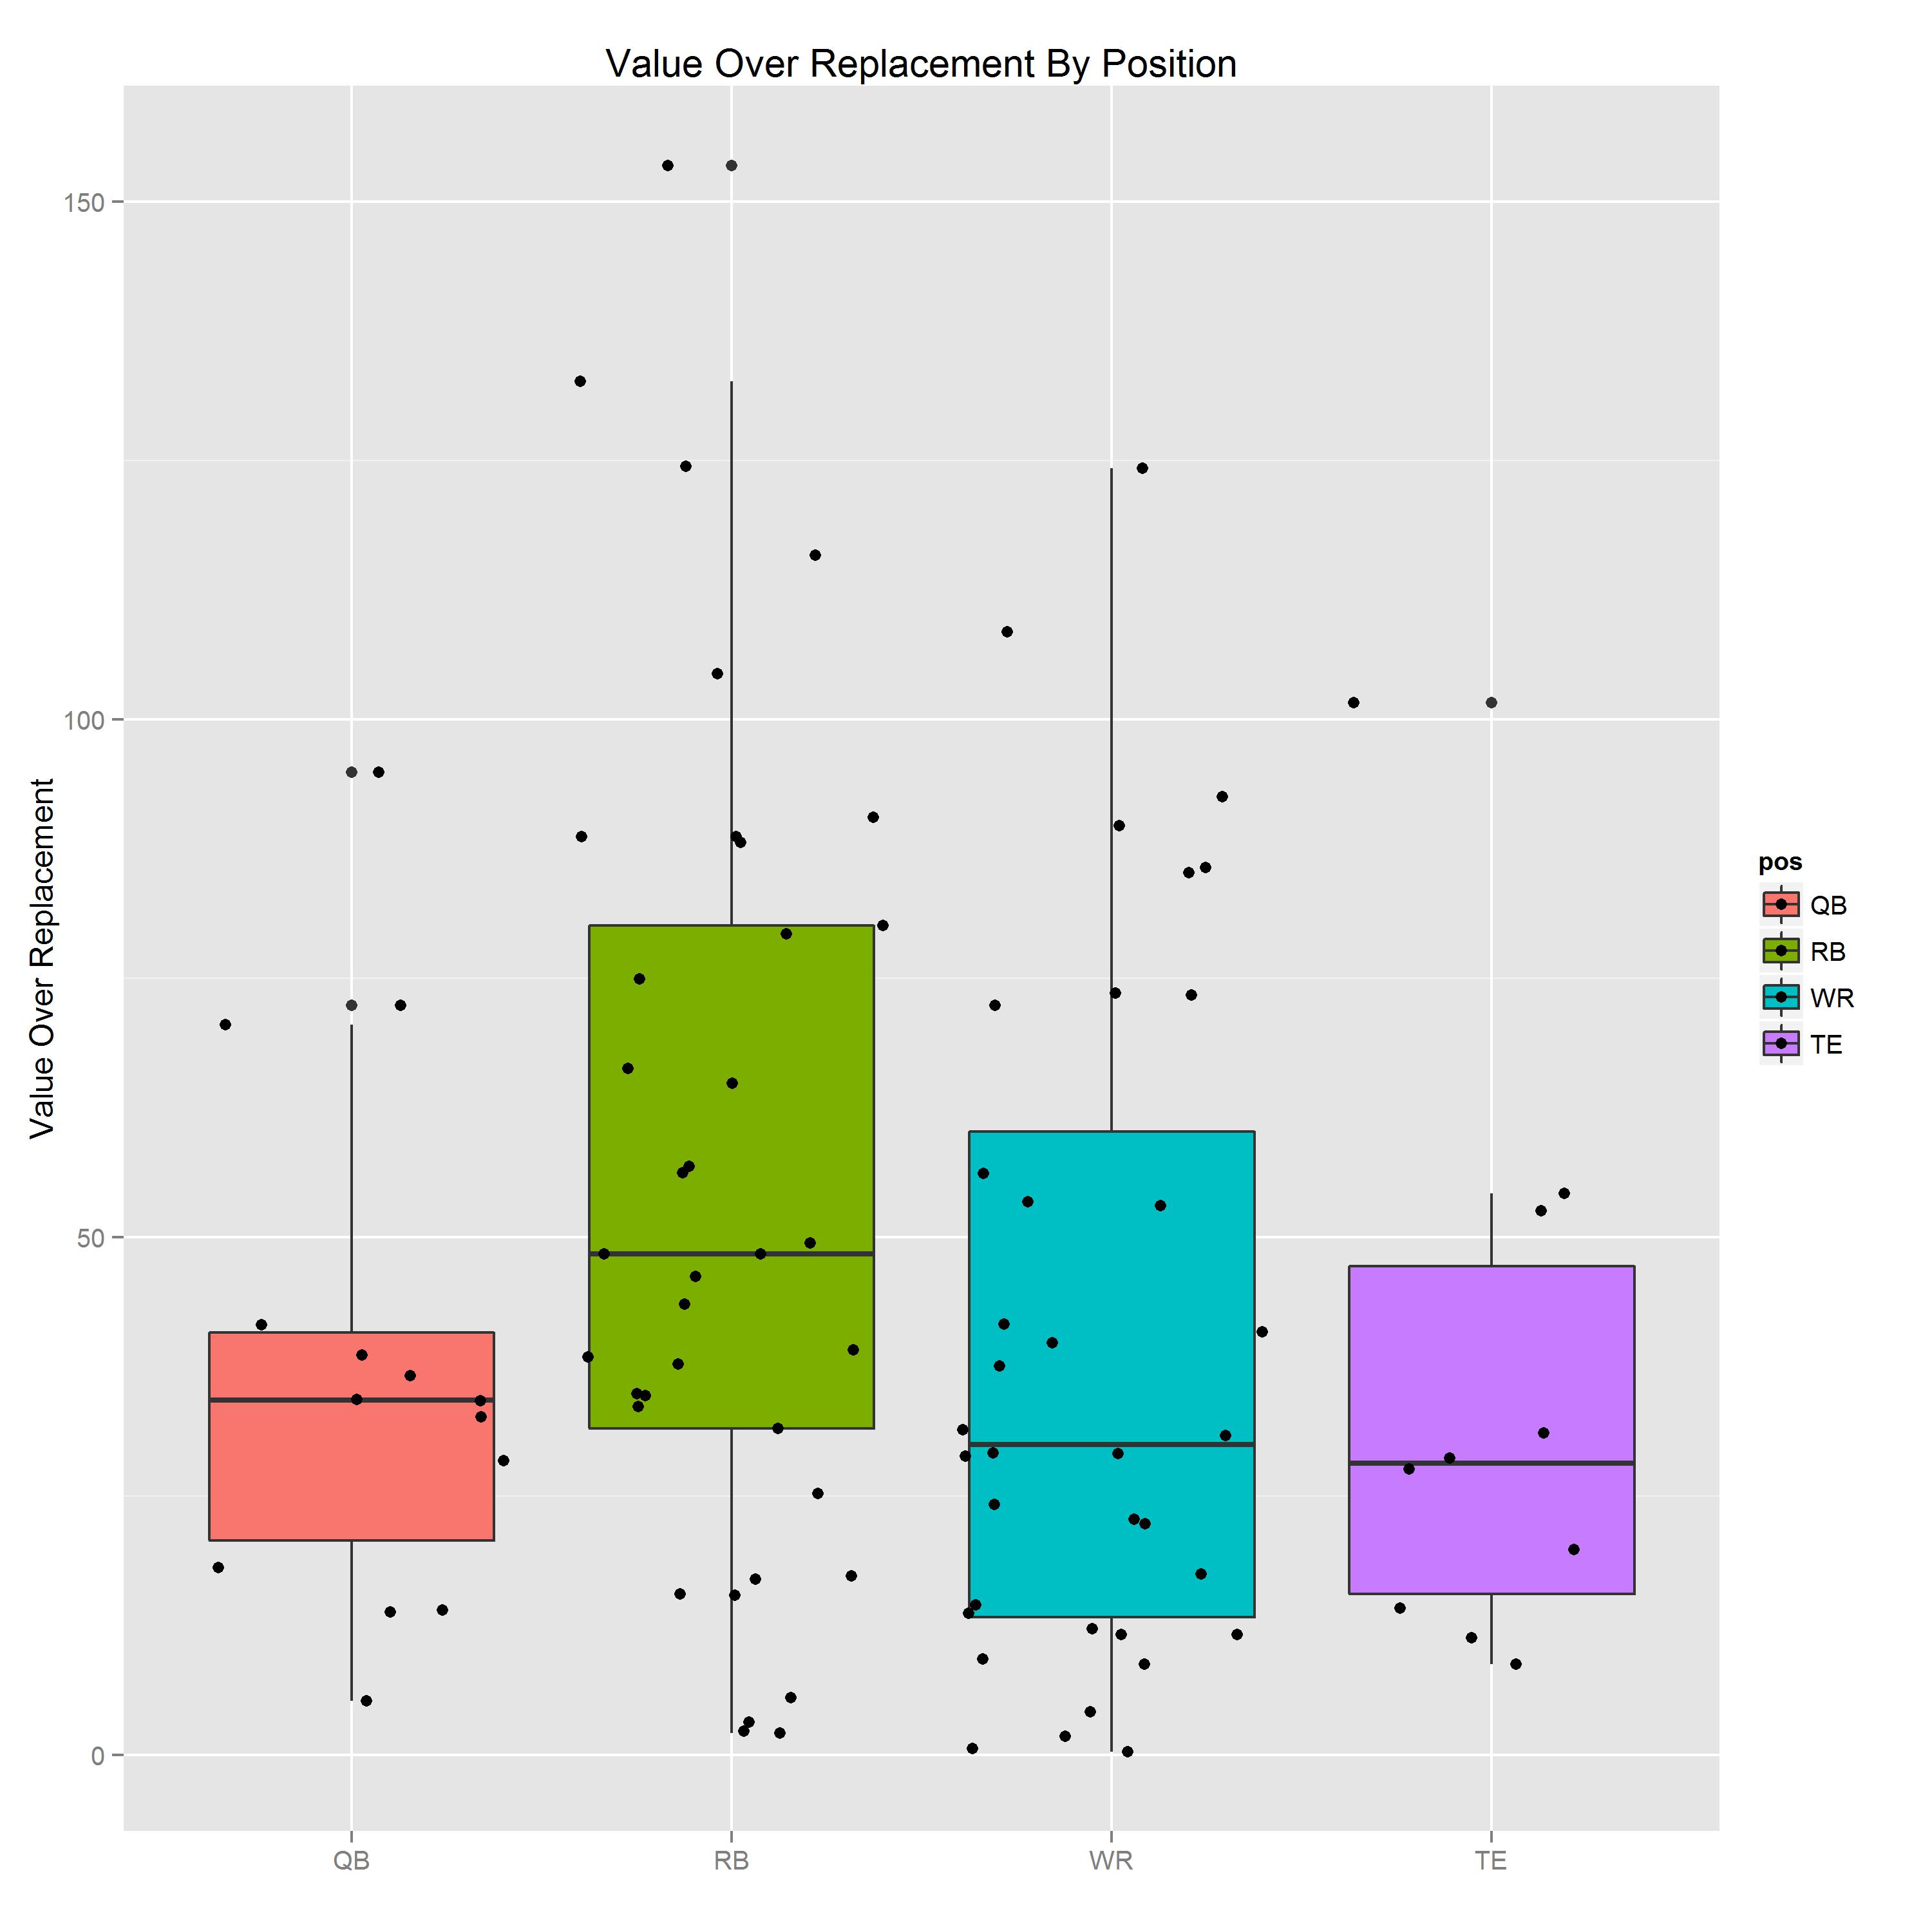 Value Over Replacement By Position
Value Over Replacement
150
100
50
0
QB
RB
WR
TE
pos
QB
RB
WR
TE